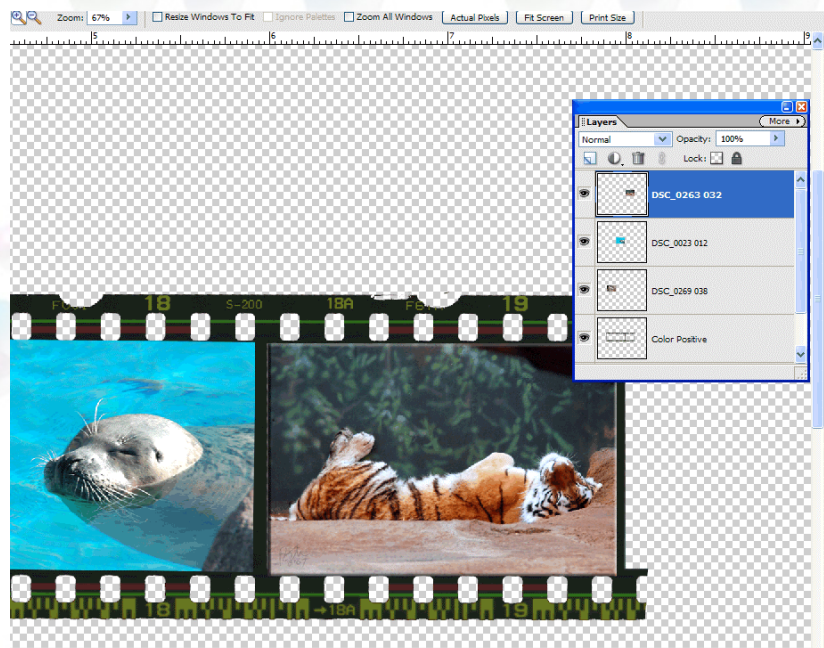 Zoom: 67% Resize Windows To Fit Ignore Palettes Zoom All Windows Actual Pixels Fit Screen Print Size
5 6 7 8 9
Layers More
Normal Opacity: 100%
Lock:
DSC_0263 032
DSC_0023 012
DSC_0269 038
Color Positive
18 S-200 18A 19
18 →18A 19